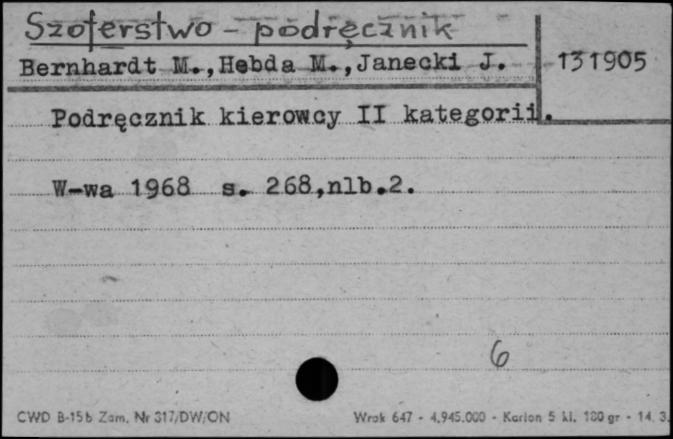 Szoferstwo - podręcznik
Bernhardt M.,Hebda M.,Janecki J. 131905
Podręcznik kierowcy II kategorii.
W-wa 1968 s. 268,nlb.2.
6
CWD B-15b Zam. Nr 317/DW/ON Wrok 647 - 4.945.000 - Karton 5 kl. 180 gr - 14. 3.